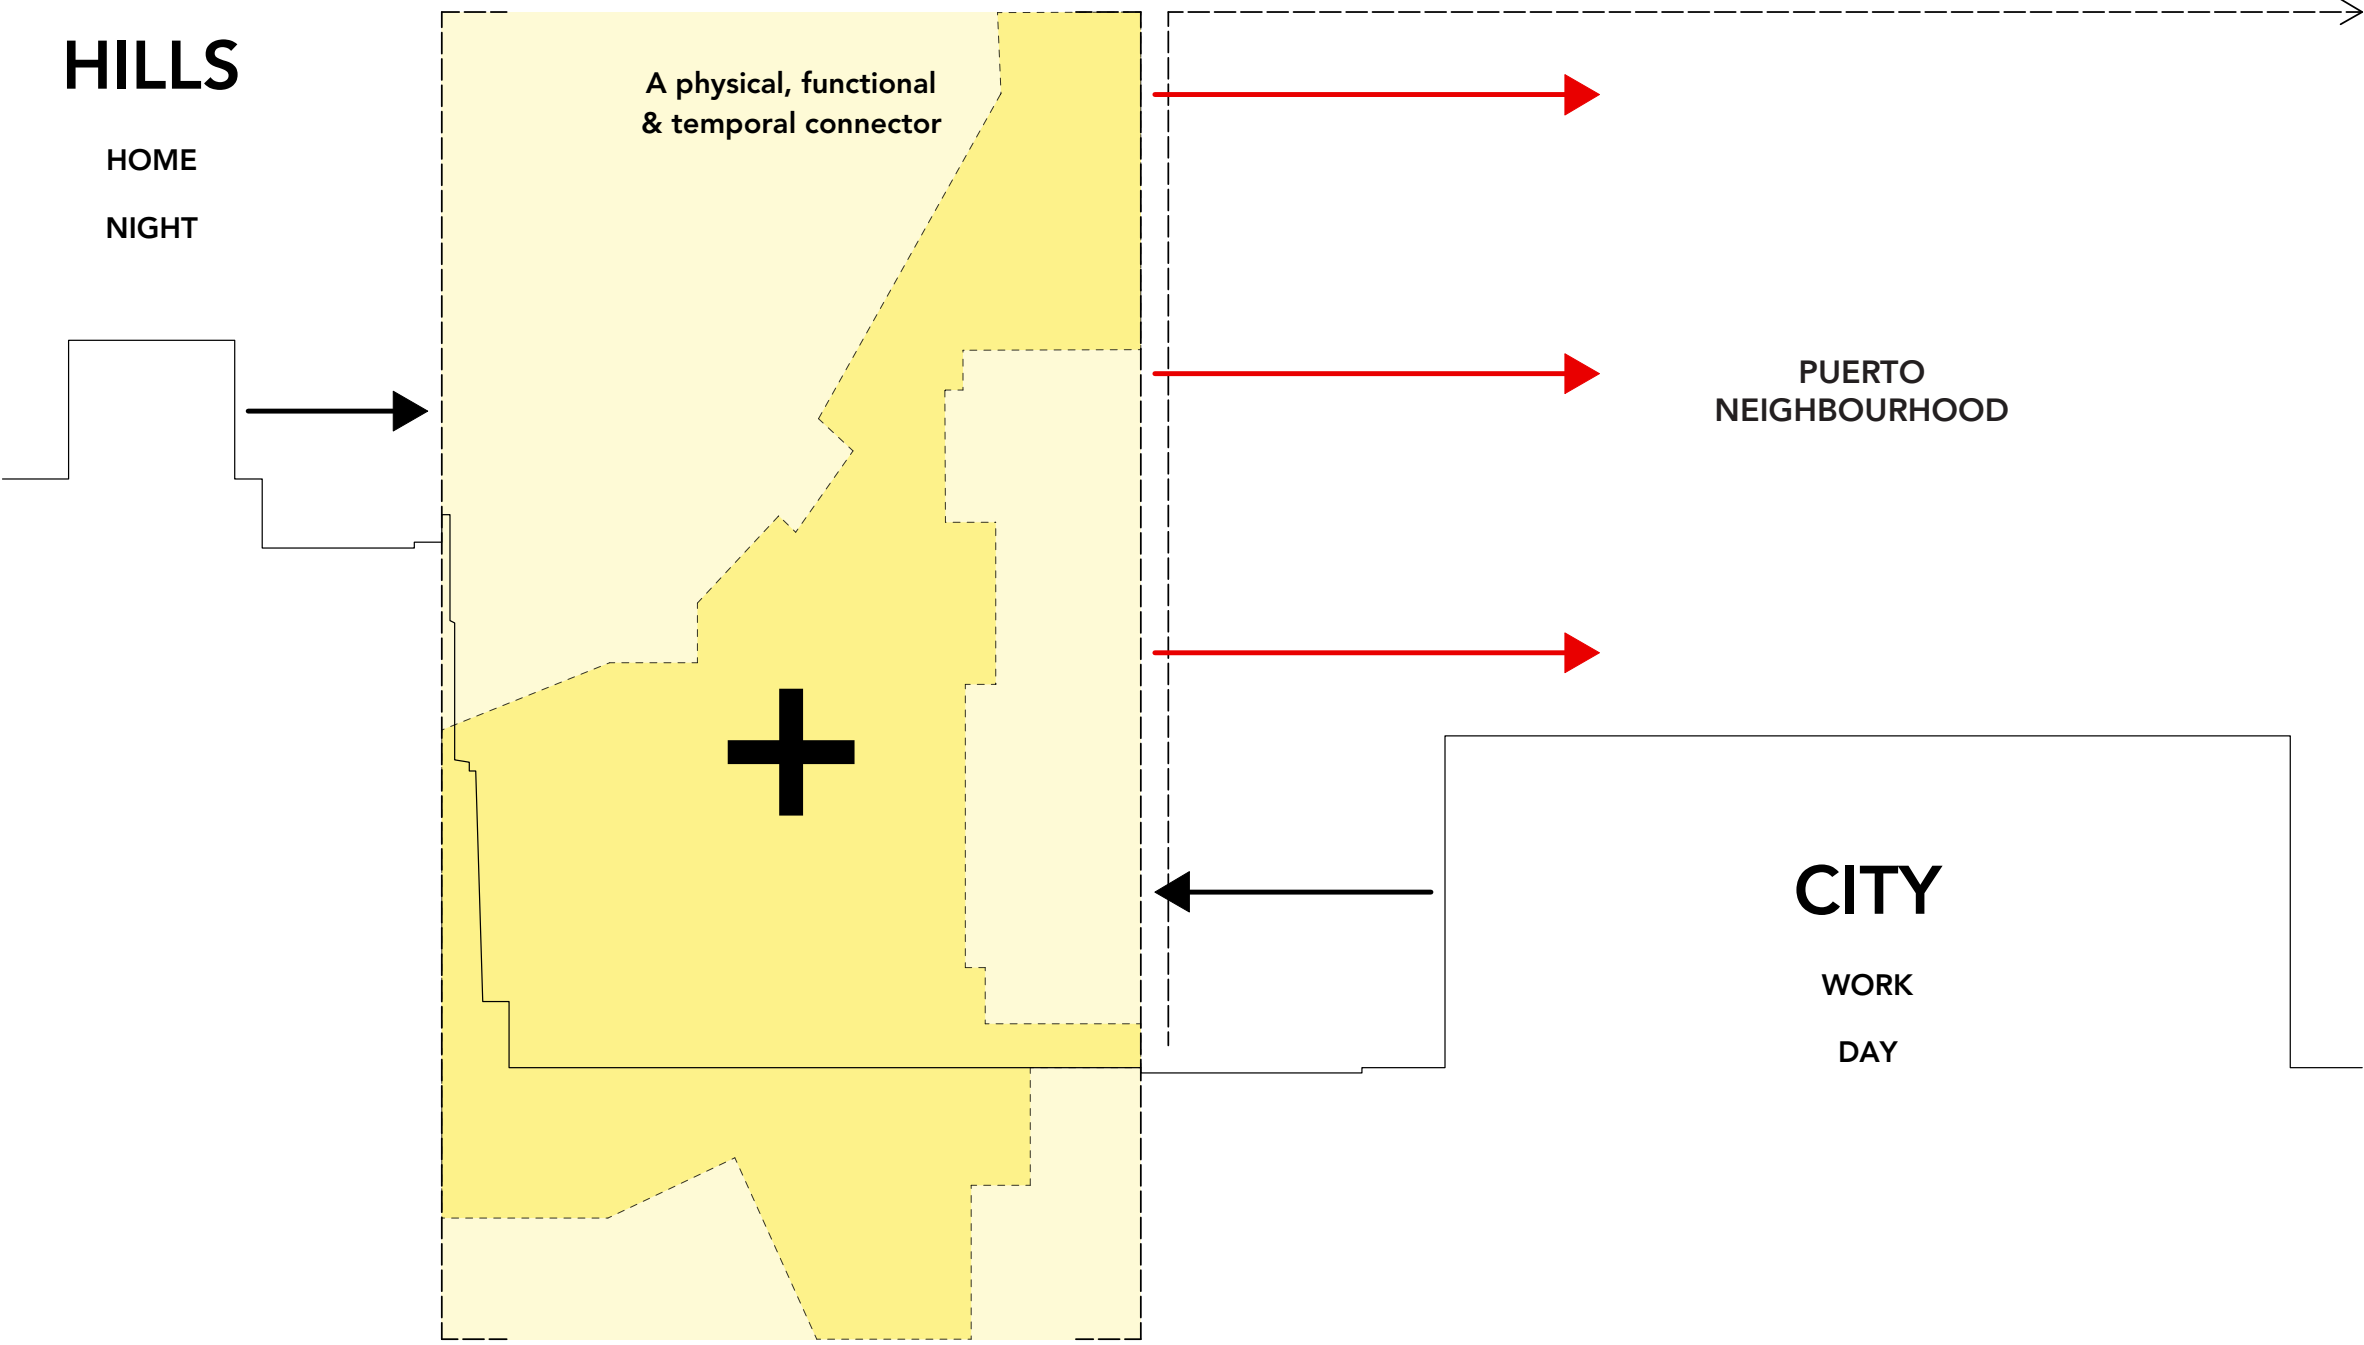 HILLS
HOME
NIGHT
A physical, functional
& temporal connector
PUERTO
NEIGHBOURHOOD
CITY
WORK
DAY